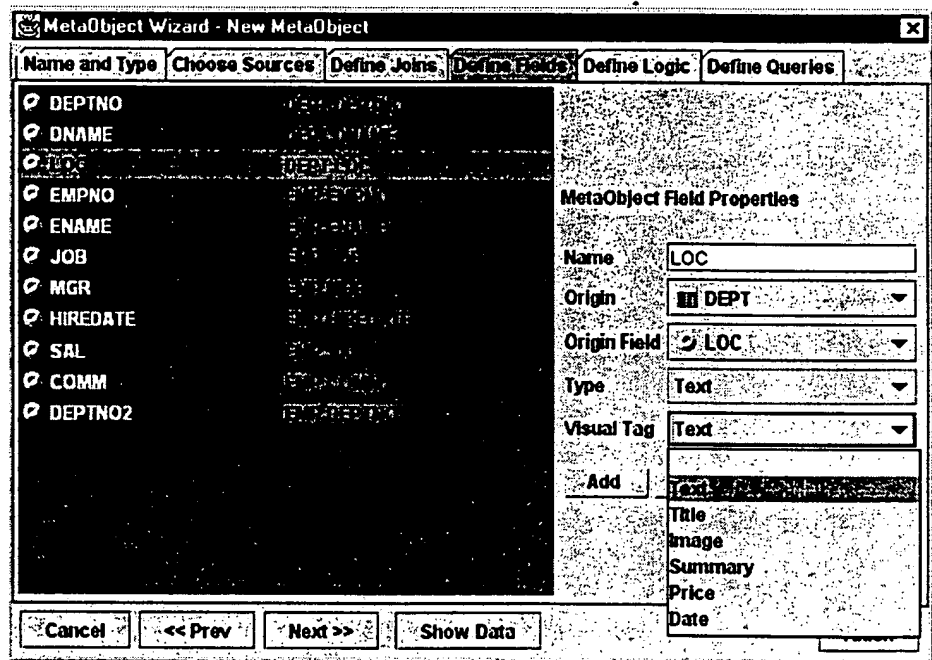 MetaObject Wizard - New MetaObject
Name and Type Choose Sources Define Joins Define Fields Define Logic Define Queries
DEPTNO
DNAME
LOC
EMPNO
ENAME
JOB
MGR
HIREDATE
SAL
COMM
DEPTNO2
MetaObject Field Properties
Name LOC
Origin DEPT
Origin Field LOC
Type Text
Visual Tag Text
Add
Text
Title
Image
Summary
Price
Date
Cancel << Prev Next >> Show Data